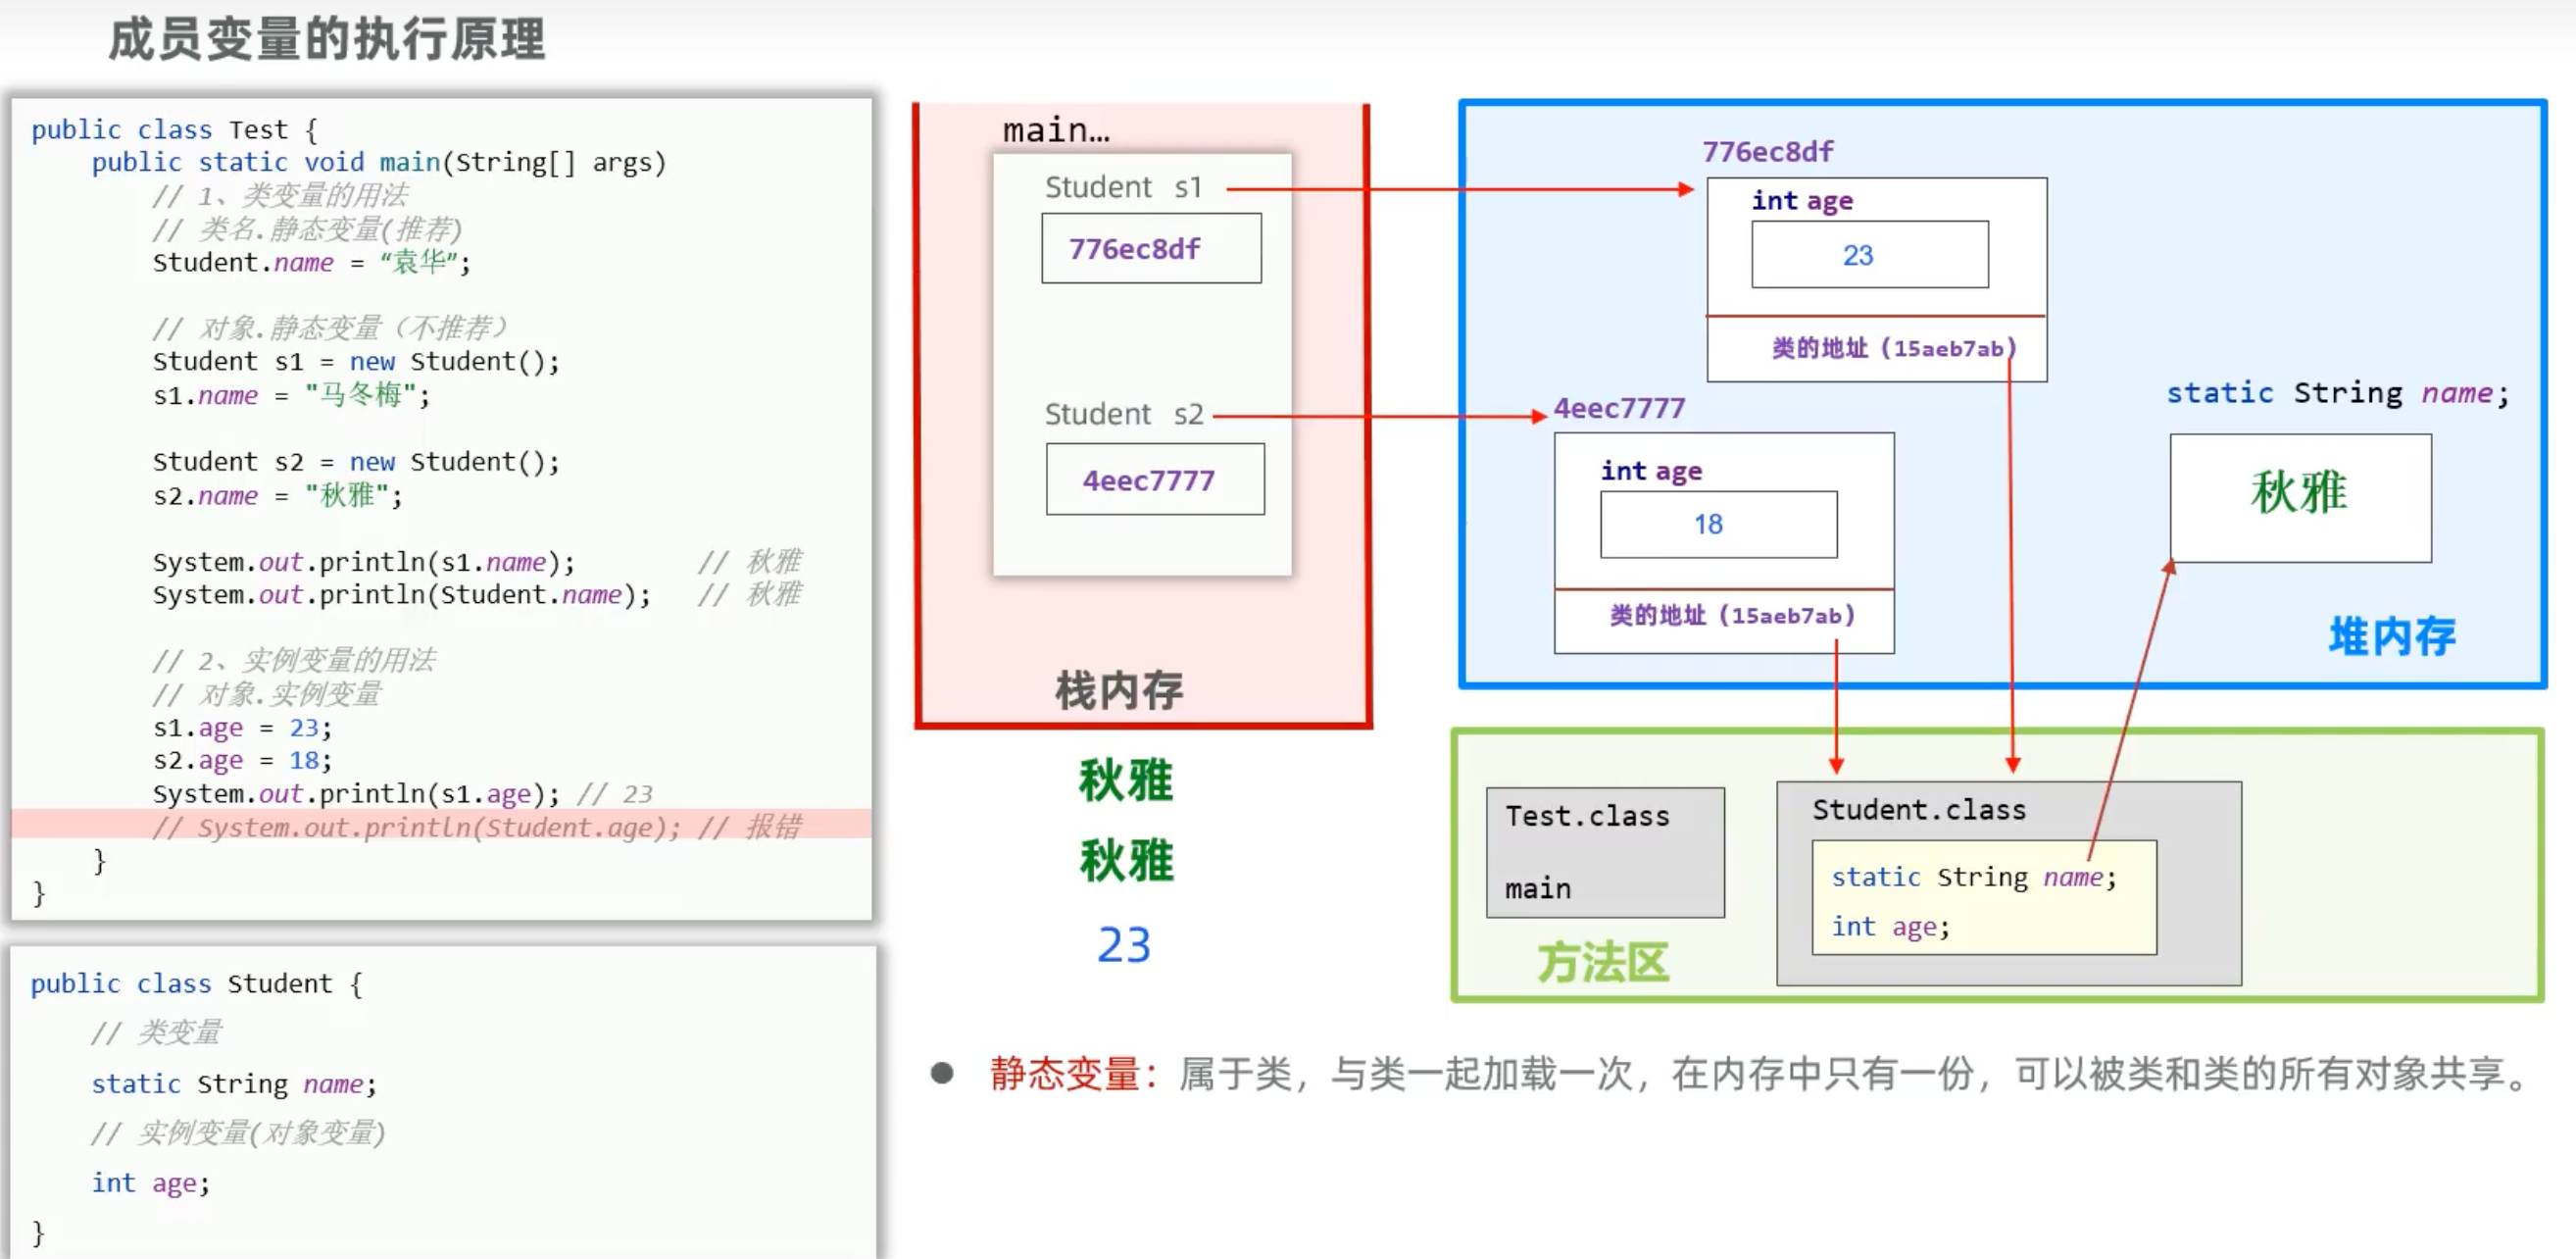 成员变量的执行原理
public class Test {
public static void main(String[] args)
// 1、类变量的用法
// 类名.静态变量(推荐)
Student.name = “袁华”;
// 对象.静态变量（不推荐）
Student s1 = new Student();
s1.name = "马冬梅";
Student s2 = new Student();
s2.name = "秋雅";
System.out.println(s1.name); // 秋雅
System.out.println(Student.name); // 秋雅
// 2、实例变量的用法
// 对象.实例变量
s1.age = 23;
s2.age = 18;
System.out.println(s1.age); // 23
// System.out.println(Student.age); // 报错
}
}
public class Student {
// 类变量
static String name;
// 实例变量(对象变量)
int age;
}
main…
Student s1
776ec8df
Student s2
4eec7777
栈内存
秋雅
秋雅
23
776ec8df
int age
23
类的地址（15aeb7ab）
4eec7777
int age
18
类的地址（15aeb7ab）
static String name;
秋雅
堆内存
Test.class
main
方法区
Student.class
static String name;
int age;
● 静态变量：属于类，与类一起加载一次，在内存中只有一份，可以被类和类的所有对象共享。